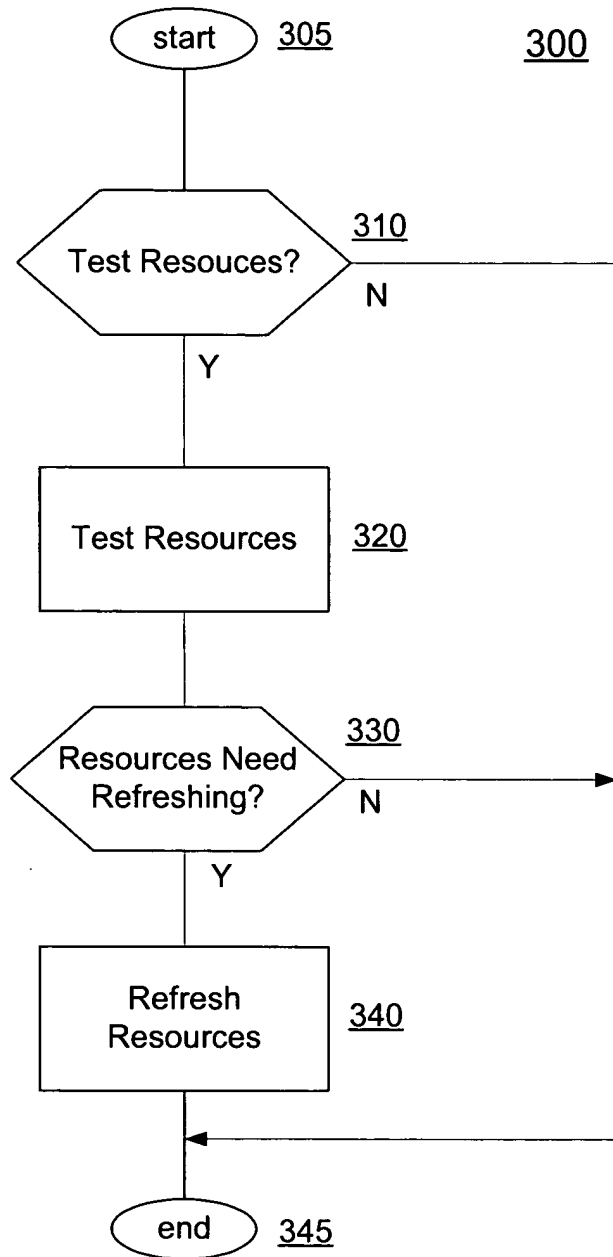 start 305
300
310
Test Resouces?
N
Y
Test Resources 320
330
Resources Need
Refreshing?
N
Y
Refresh
Resources
340
end 345